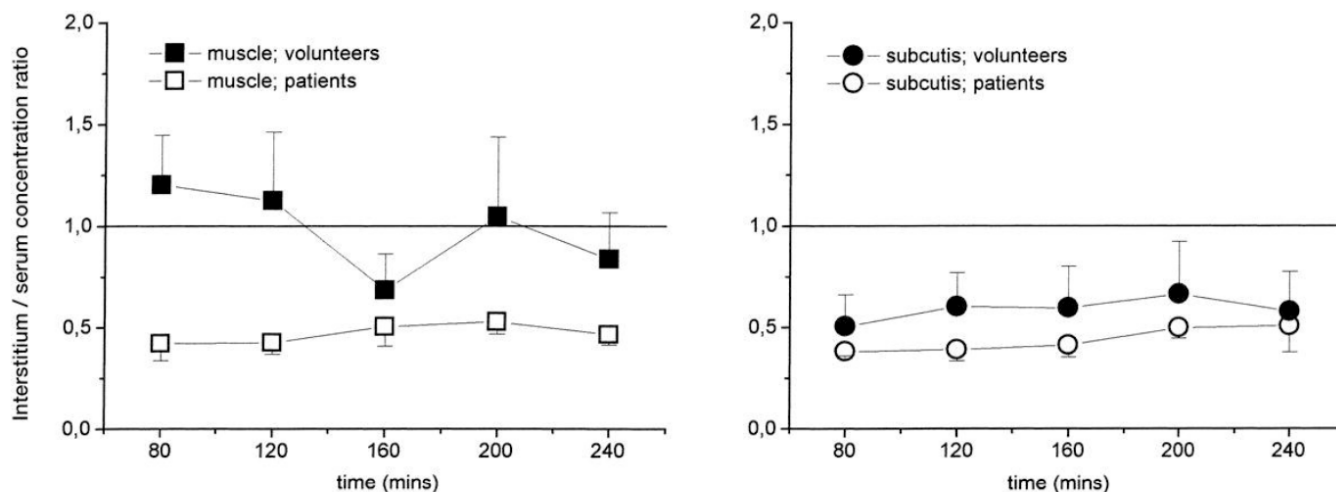 Interstitium / serum concentration ratio
2,0
1,5
1,0
0,5
0,0
muscle; volunteers
muscle; patients
80 120 160 200 240
time (mins)
2,0
1,5
1,0
0,5
0,0
subcutis; volunteers
subcutis; patients
80 120 160 200 240
time (mins)